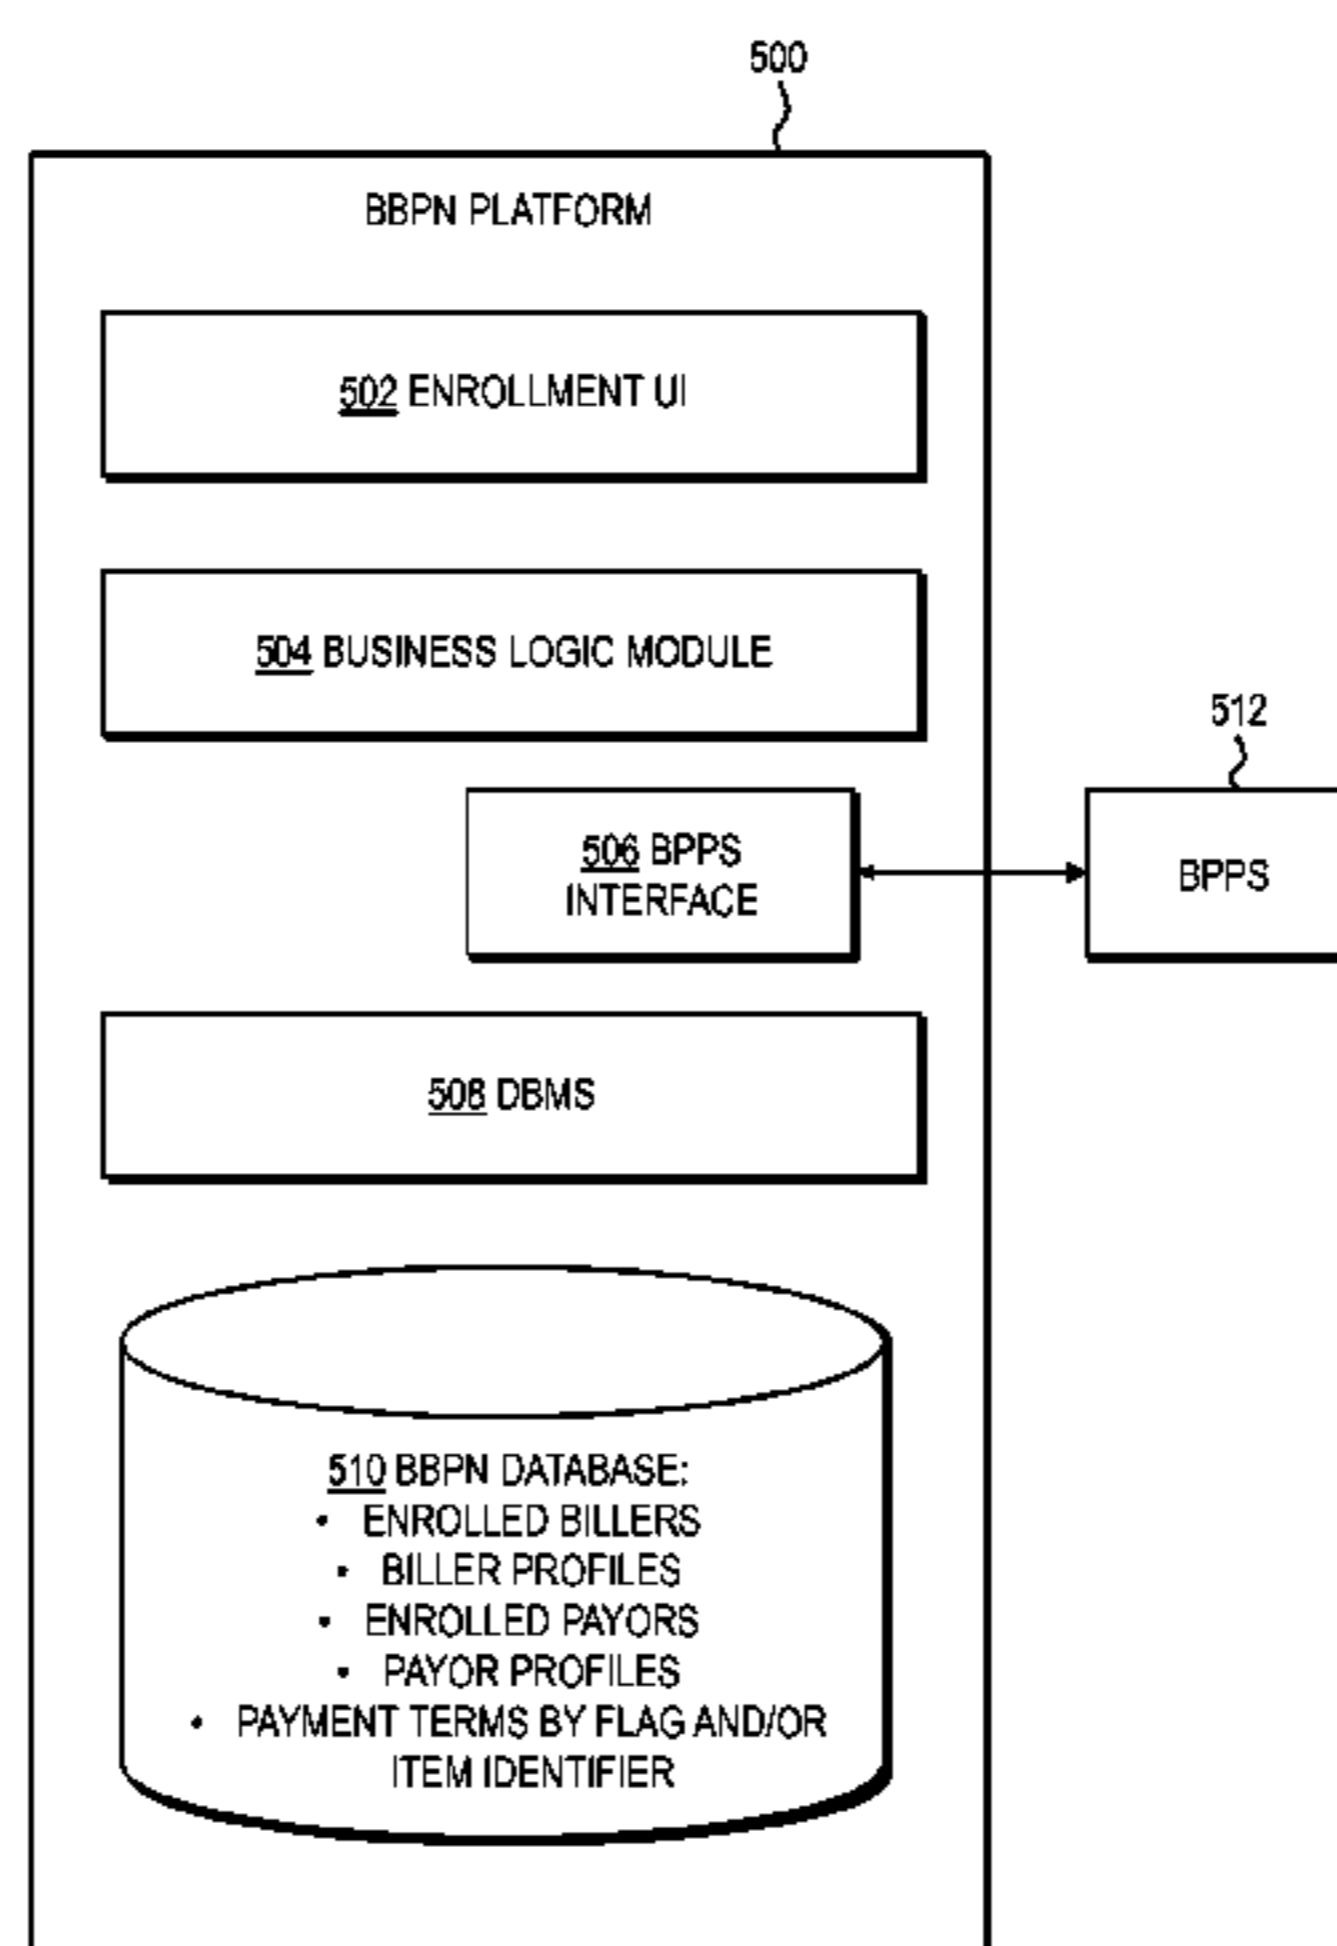 500
BBPN PLATFORM
502 ENROLLMENT UI
504 BUSINESS LOGIC MODULE
512
506 BPPS
INTERFACE
BPPS
508 DBMS
510 BBPN DATABASE:
• ENROLLED BILLERS
• BILLER PROFILES
• ENROLLED PAYORS
• PAYOR PROFILES
• PAYMENT TERMS BY FLAG AND/OR
ITEM IDENTIFIER